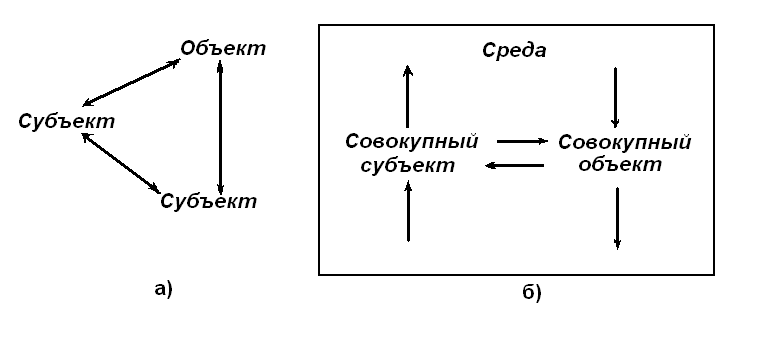 Объект
Субъект
Субъект
а)
Среда
Совокупный
субъект
Совокупный
объект
б)